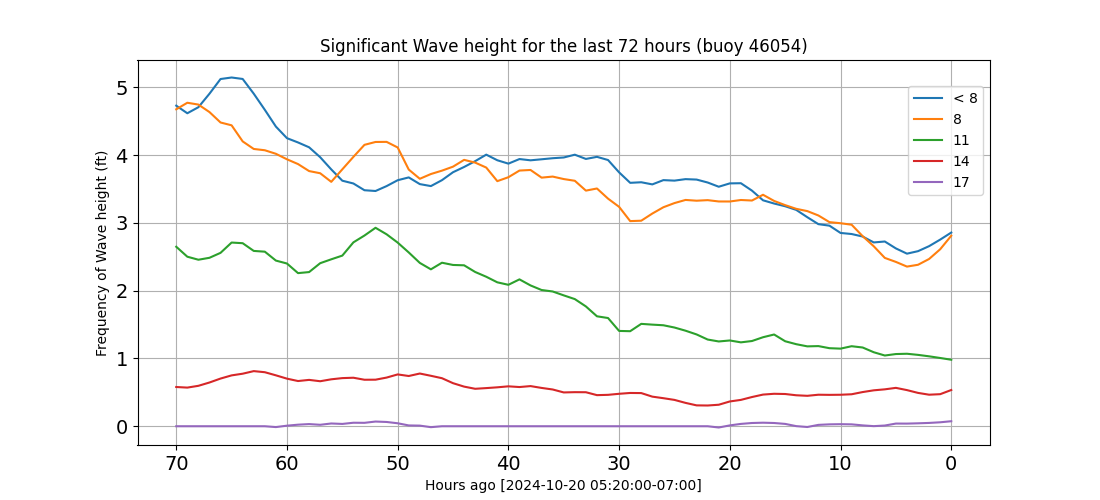 Significant Wave height for the last 72 hours (buoy 46054)
Frequency of Wave height (ft)
5
4
3
2
1
0
< 8
8
11
14
17
70 60 50 40 30 20 10 0
Hours ago [2024-10-20 05:20:00-07:00]